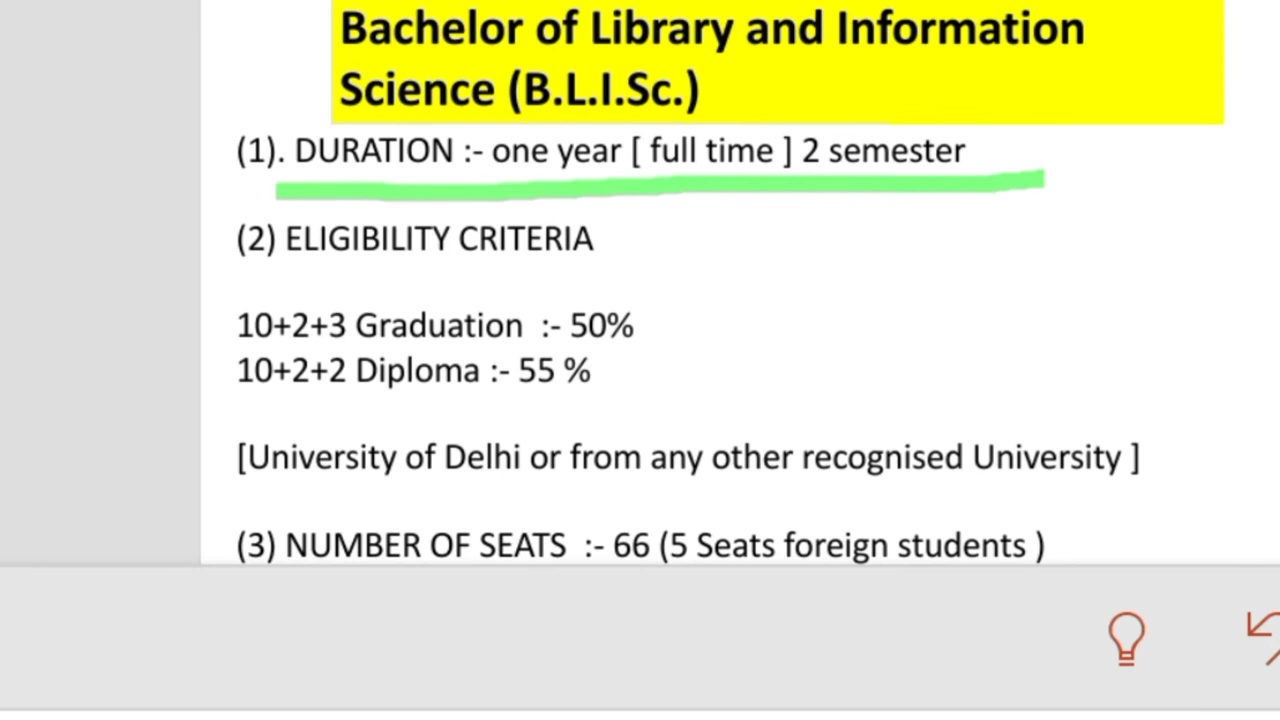 Bachelor of Library and Information
Science (B.L.I.Sc.)
(1). DURATION :- one year [ full time ] 2 semester
(2) ELIGIBILITY CRITERIA
10+2+3 Graduation  :- 50%
10+2+2 Diploma :- 55 %
[University of Delhi or from any other recognised University ]
(3) NUMBER OF SEATS  :- 66 (5 Seats foreign students )